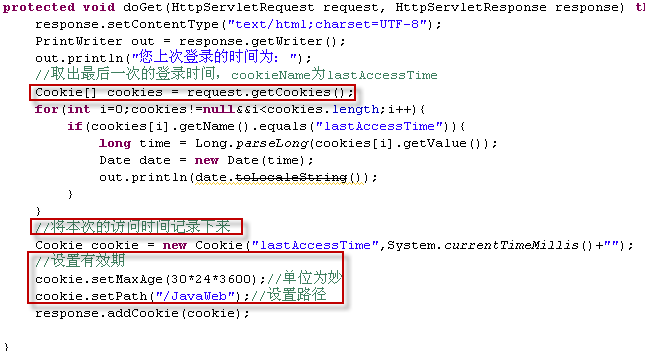 protected void doGet(HttpServletRequest request, HttpServletResponse response) th
response.setContentType("text/html;charset=UTF-8");
PrintWriter out = response.getWriter();
out.println("您上次登录的时间为: ");
//取出最后一次的登录时间，cookieName为lastAccessTime
Cookie[] cookies = request.getCookies();
for(int i=0;cookies!=null&&i<cookies.length;i++){
if(cookies[i].getName().equals("lastAccessTime")){
long time = Long.parseLong(cookies[i].getValue());
Date date = new Date(time);
out.println(date.toLocaleString());
}
}
//将本次的访问时间记录下来
Cookie cookie = new Cookie("lastAccessTime",System.currentTimeMillis()+"");
//设置有效期
cookie.setMaxAge(30*24*3600);//单位为妙
cookie.setPath("/JavaWeb");//设置路径
response.addCookie(cookie);
}